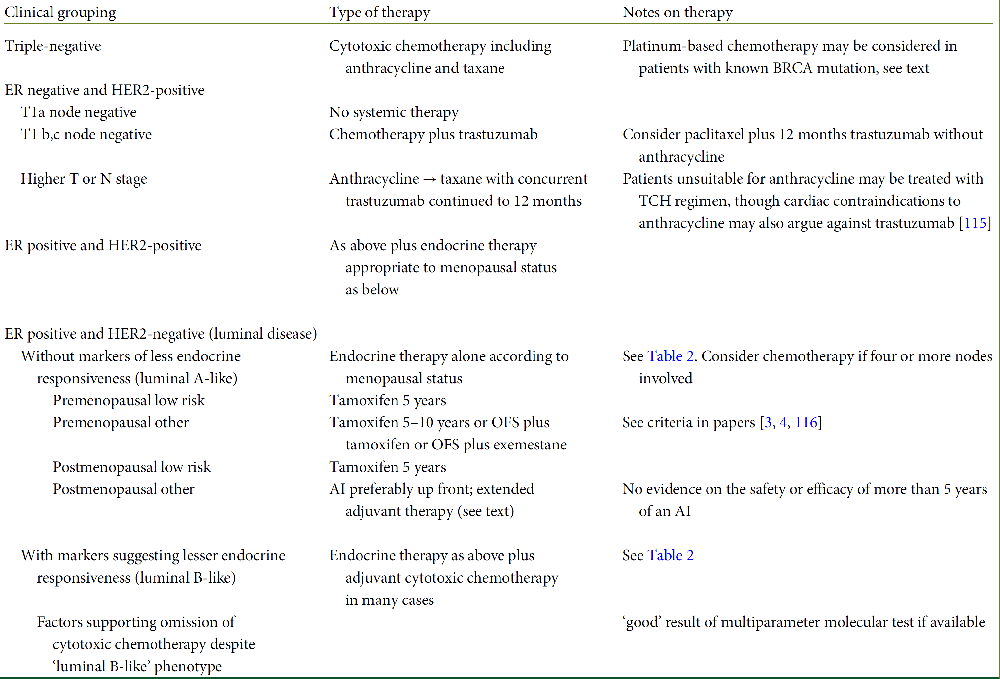 Clinical grouping Type of therapy Notes on therapy
Triple-negative Cytotoxic chemotherapy including Platinum-based chemotherapy may be considered in
anthracycline and taxane patients with known BRCA mutation, see text
ER negative and HER2-positive
T1a node negative No systemic therapy
T1 b,c node negative Chemotherapy plus trastuzumab Consider paclitaxel plus 12 months trastuzumab without
anthracycline
Higher T or N stage Anthracycline → taxane with concurrent Patients unsuitable for anthracycline may be treated with
trastuzumab continued to 12 months TCH regimen, though cardiac contraindications to
anthracycline may also argue against trastuzumab [115]
ER positive and HER2-positive As above plus endocrine therapy
appropriate to menopausal status
as below
ER positive and HER2-negative (luminal disease)
Without markers of less endocrine Endocrine therapy alone according to See Table 2. Consider chemotherapy if four or more nodes
responsiveness (luminal A-like) menopausal status involved
Premenopausal low risk Tamoxifen 5 years
Premenopausal other Tamoxifen 5–10 years or OFS plus See criteria in papers [3, 4, 116]
tamoxifen or OFS plus exemestane
Postmenopausal low risk Tamoxifen 5 years
Postmenopausal other AI preferably up front; extended No evidence on the safety or efficacy of more than 5 years
adjuvant therapy (see text) of an AI
With markers suggesting lesser endocrine Endocrine therapy as above plus See Table 2
responsiveness (luminal B-like) adjuvant cytotoxic chemotherapy
in many cases
Factors supporting omission of ‘good’ result of multiparameter molecular test if available
cytotoxic chemotherapy despite
‘luminal B-like’ phenotype